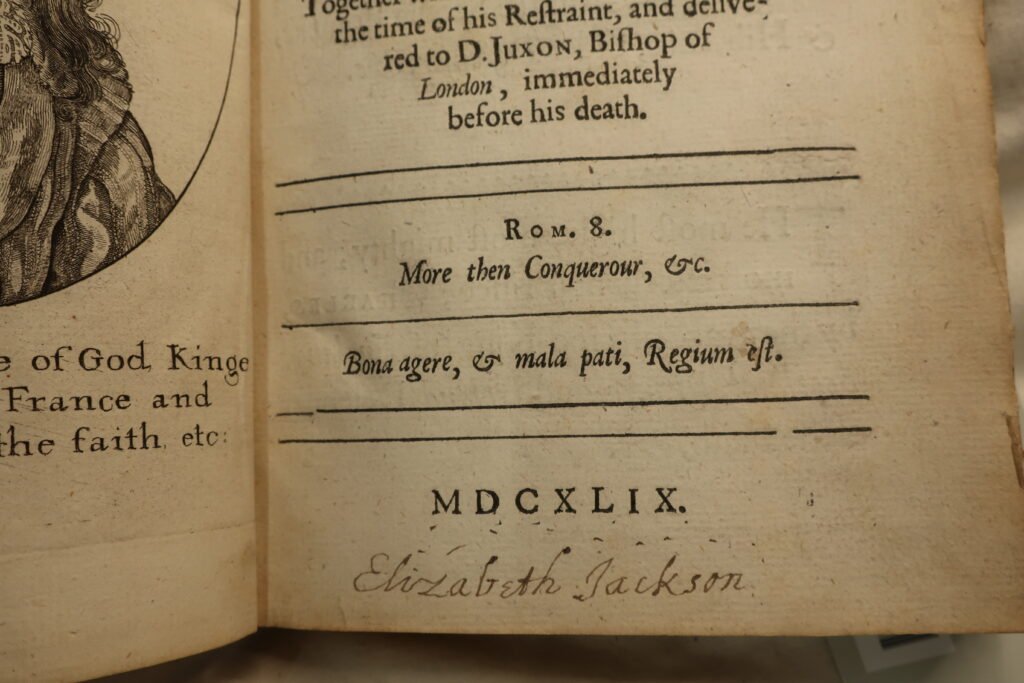 e of God, Kinge
France and
the faith, etc:
Together
the time of his Reſtraint, and delive-
red to D. JUXON, Biſhop of
London, immediately
before his death.
ROM. 8.
More then Conquerour, &c.
Bona agere, & mala pati, Regium eſt.
MDCXLIX.
Elizabeth Jackson